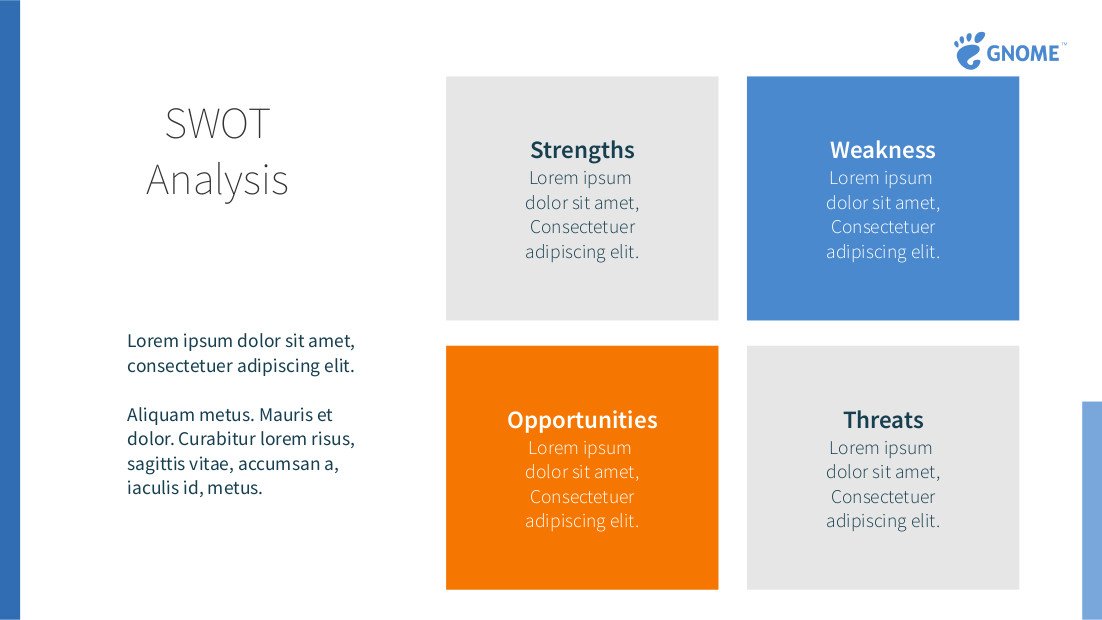 GNOME™
SWOT
Analysis
Lorem ipsum dolor sit amet,
consectetuer adipiscing elit.
Aliquam metus. Mauris et
dolor. Curabitur lorem risus,
sagittis vitae, accumsan a,
iaculis id, metus.
Strengths
Lorem ipsum
dolor sit amet,
Consectetuer
adipiscing elit.
Weakness
Lorem ipsum
dolor sit amet,
Consectetuer
adipiscing elit.
Opportunities
Lorem ipsum
dolor sit amet,
Consectetuer
adipiscing elit.
Threats
Lorem ipsum
dolor sit amet,
Consectetuer
adipiscing elit.